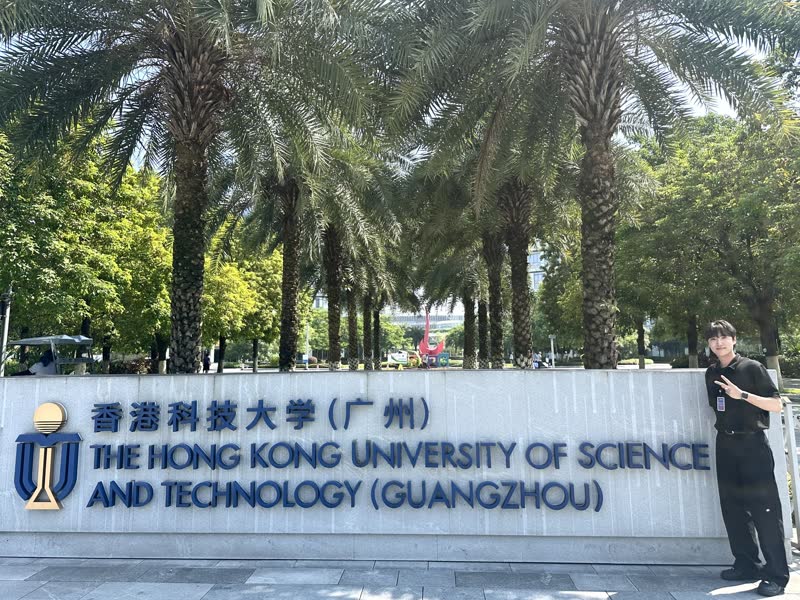 香港科技大学(广州)
THE HONG KONG UNIVERSITY OF SCIENCE
AND TECHNOLOGY (GUANGZHOU)